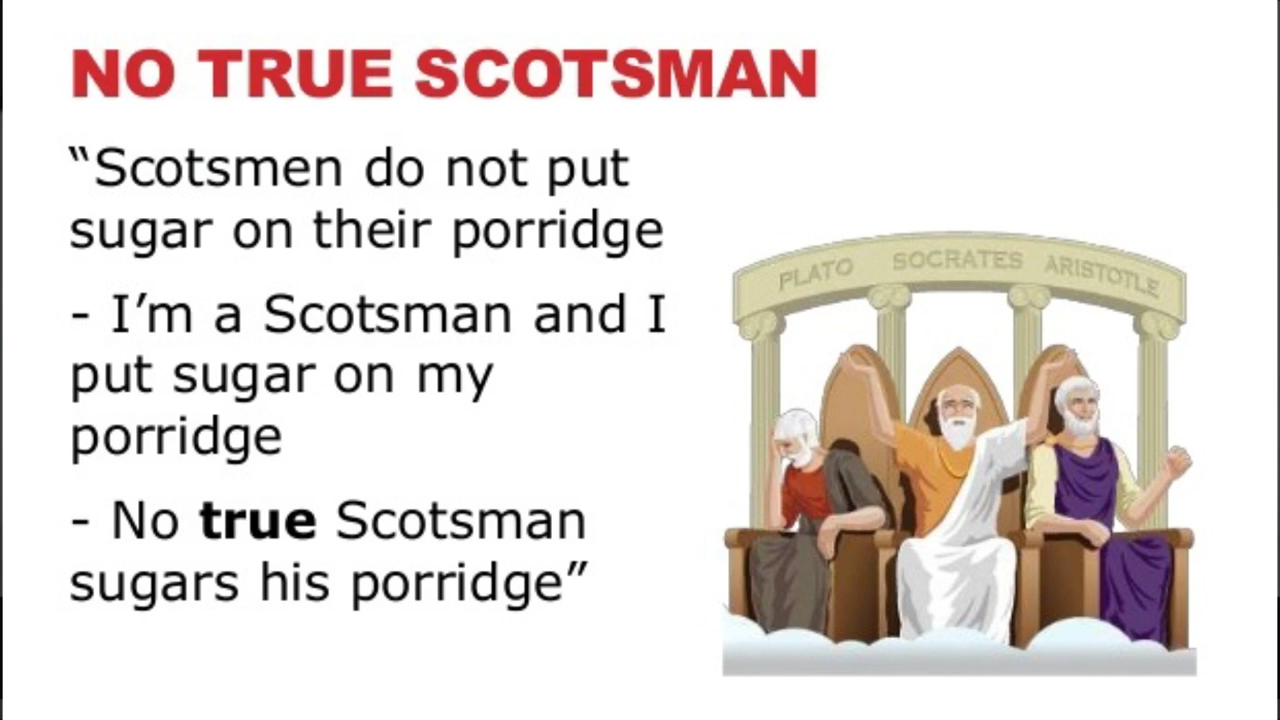 NO TRUE SCOTSMAN
“Scotsmen do not put
sugar on their porridge
- I’m a Scotsman and I
put sugar on my
porridge
- No true Scotsman
sugars his porridge”
PLATO SOCRATES ARISTOTLE